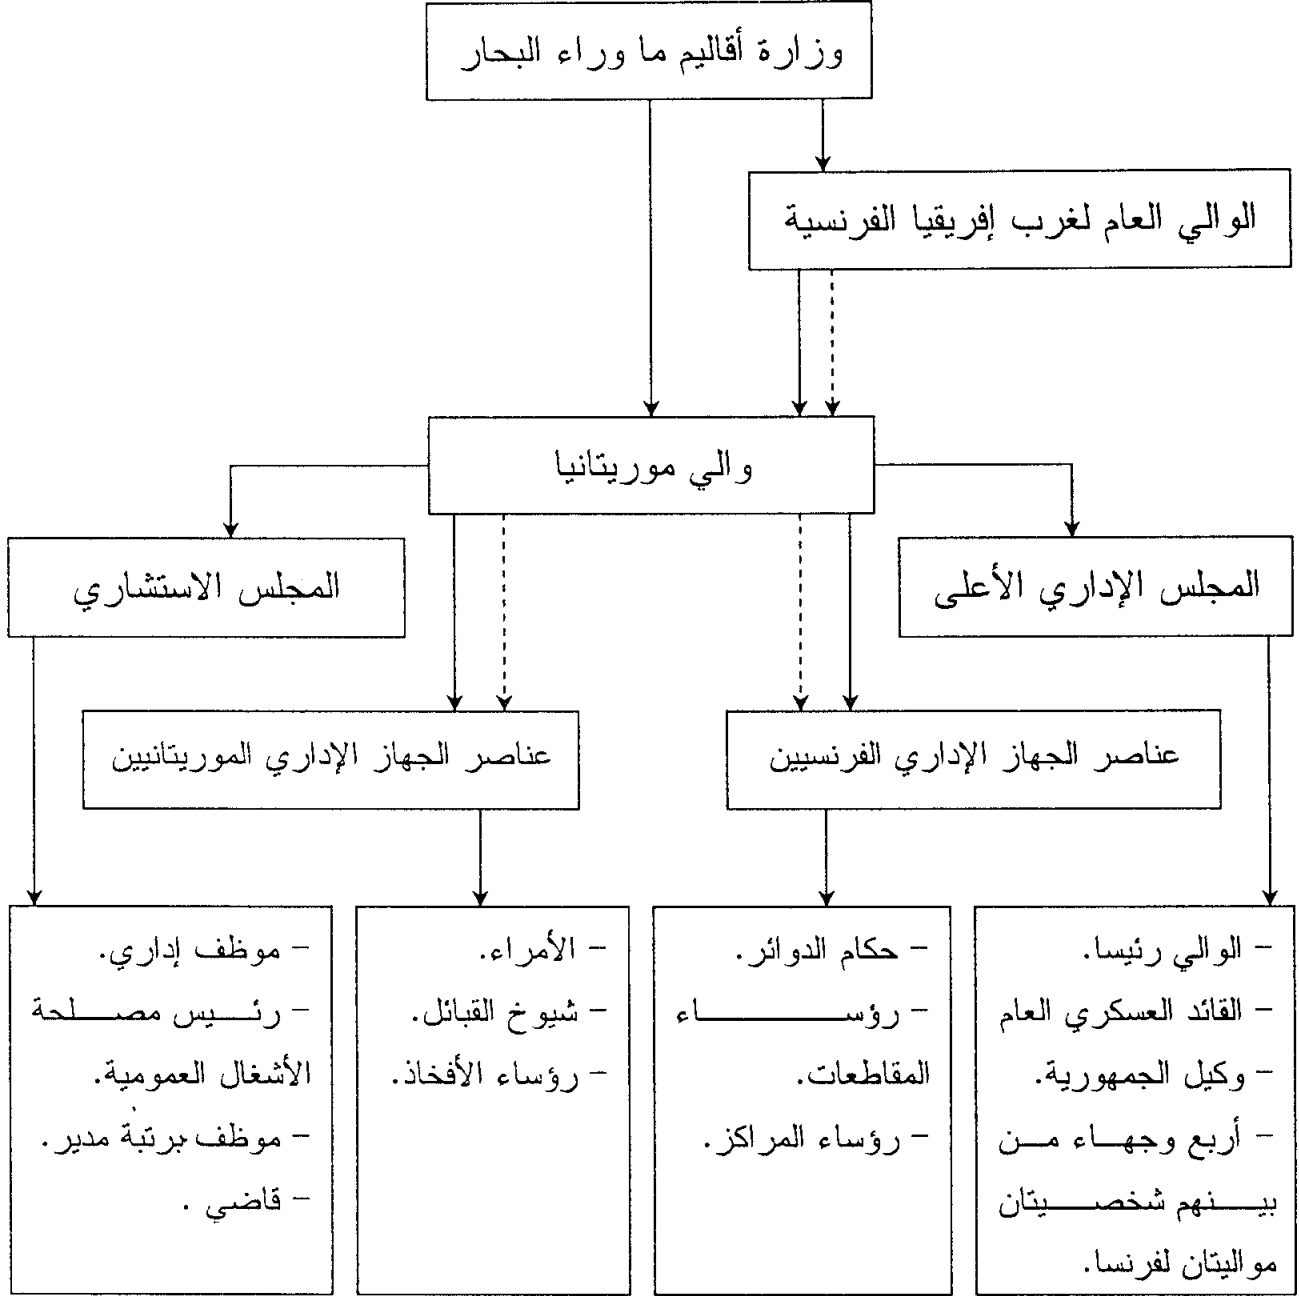 وزارة أقاليم ما وراء البحار
الوالي العام لغرب إفريقيا الفرنسية
والي موريتانيا
المجلس الإداري الأعلى
المجلس الاستشاري
عناصر الجهاز الإداري الفرنسيين
عناصر الجهاز الإداري الموريتانيين
- الوالي رئيسا.
- القائد العسكري العام
- وكيل الجمهورية.
- أربع وجهاء من
بينهم شخصيتان
مواليتان لفرنسا.
- حكام الدوائر.
- رؤساء
المقاطعات.
- رؤساء المراكز.
- الأمراء.
- شيوخ القبائل.
- رؤساء الأفخاذ.
- موظف إداري.
- رئيس مصلحة
الأشغال العمومية.
- موظف برتبة مدير.
- قاضي .